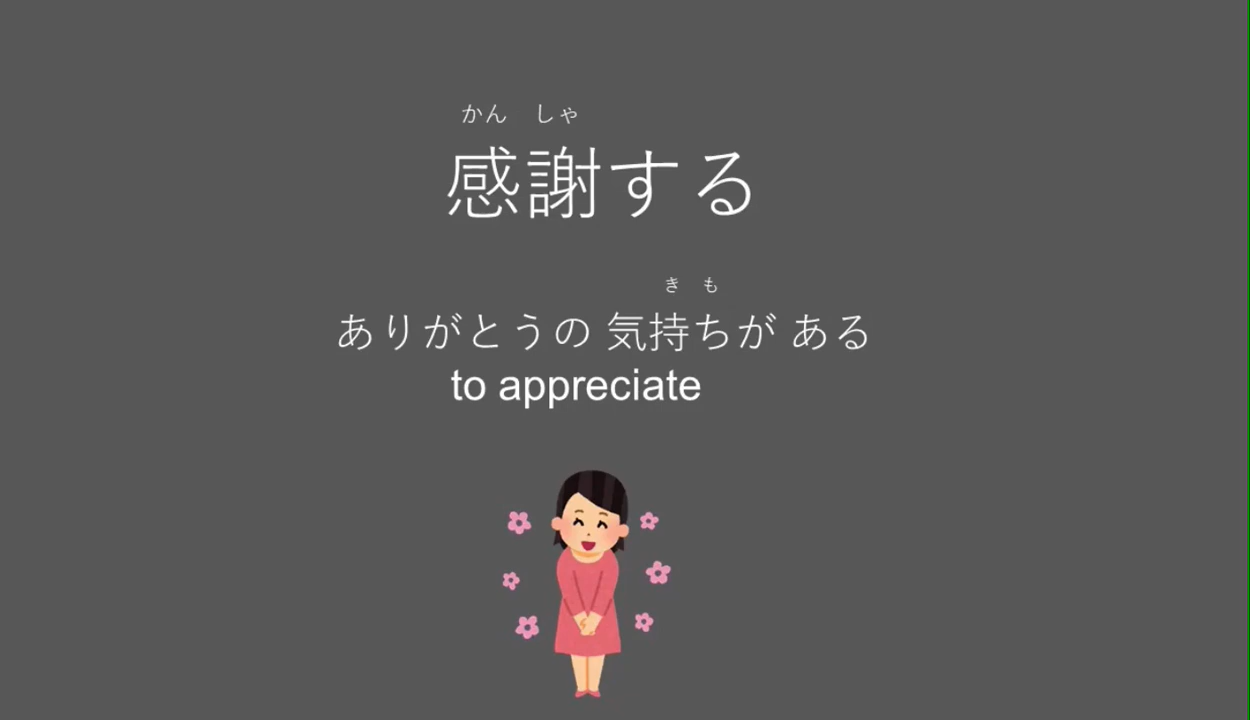 かん しゃ
感謝する
き も
ありがとうの 気持ちが ある
to appreciate